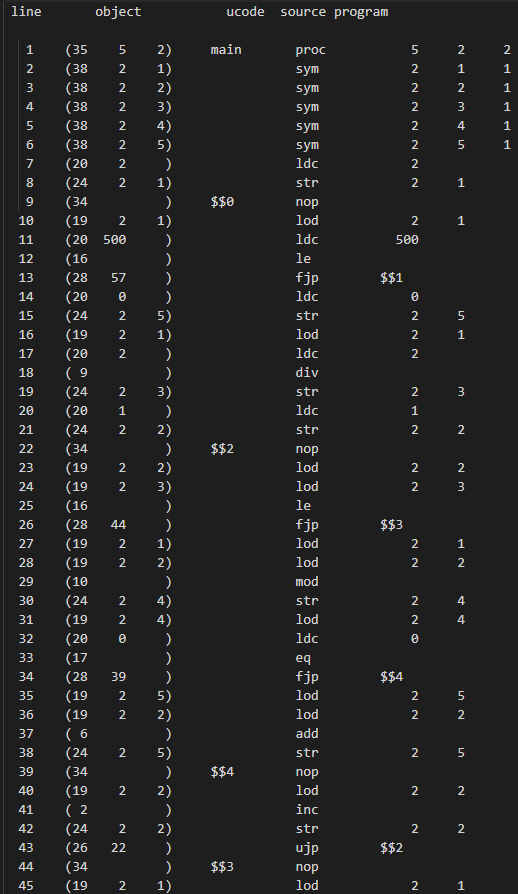 line object ucode source program
1 (35 5 2) main proc 5 2 2
2 (38 2 1) sym 2 1 1
3 (38 2 2) sym 2 2 1
4 (38 2 3) sym 2 3 1
5 (38 2 4) sym 2 4 1
6 (38 2 5) sym 2 5 1
7 (20 2 ) ldc 2
8 (24 2 1) str 2 1
9 (34 ) $$0 nop
10 (19 2 1) lod 2 1
11 (20 500 ) ldc 500
12 (16 ) le
13 (28 57 ) fjp $$1
14 (20 0 ) ldc 0
15 (24 2 5) str 2 5
16 (19 2 1) lod 2 1
17 (20 2 ) ldc 2
18 ( 9 ) div
19 (24 2 3) str 2 3
20 (20 1 ) ldc 1
21 (24 2 2) str 2 2
22 (34 ) $$2 nop
23 (19 2 2) lod 2 2
24 (19 2 3) lod 2 3
25 (16 ) le
26 (28 44 ) fjp $$3
27 (19 2 1) lod 2 1
28 (19 2 2) lod 2 2
29 (10 ) mod
30 (24 2 4) str 2 4
31 (19 2 4) lod 2 4
32 (20 0 ) ldc 0
33 (17 ) eq
34 (28 39 ) fjp $$4
35 (19 2 5) lod 2 5
36 (19 2 2) lod 2 2
37 ( 6 ) add
38 (24 2 5) str 2 5
39 (34 ) $$4 nop
40 (19 2 2) lod 2 2
41 ( 2 ) inc
42 (24 2 2) str 2 2
43 (26 22 ) ujp $$2
44 (34 ) $$3 nop
45 (19 2 1) lod 2 1